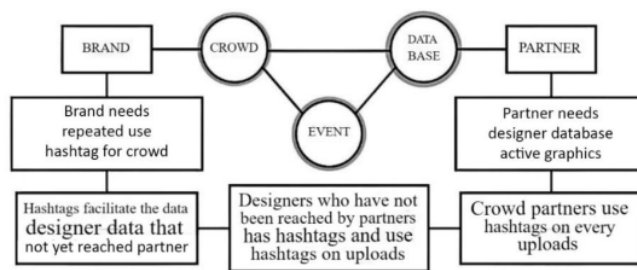 BRAND
CROWD
DATA
BASE
PARTNER
EVENT
Brand needs
repeated use
hashtag for crowd
Partner needs
designer database
active graphics
Hashtags facilitate the data
designer data that
not yet reached partner
Designers who have not
been reached by partners
has hashtags and use
hashtags on uploads
Crowd partners use
hashtags on every
uploads